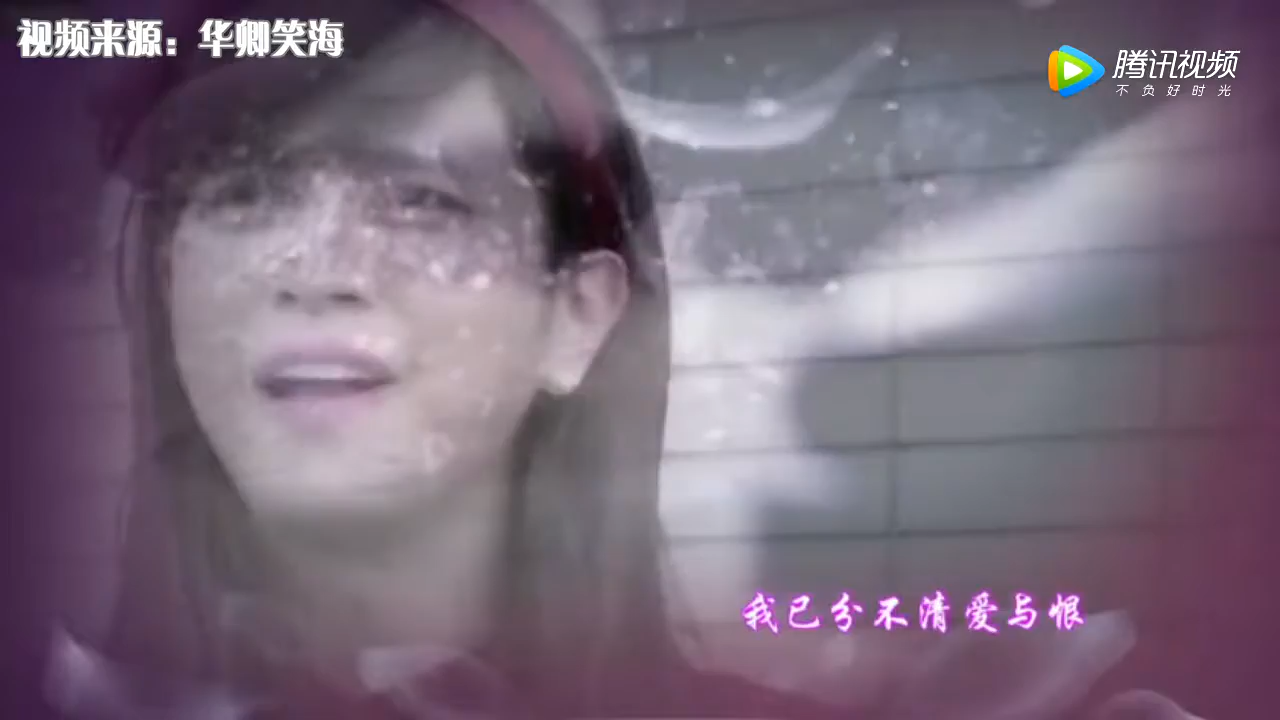 视频来源：华卿笑海
腾讯视频
不负好时光
我已分不清爱与恨